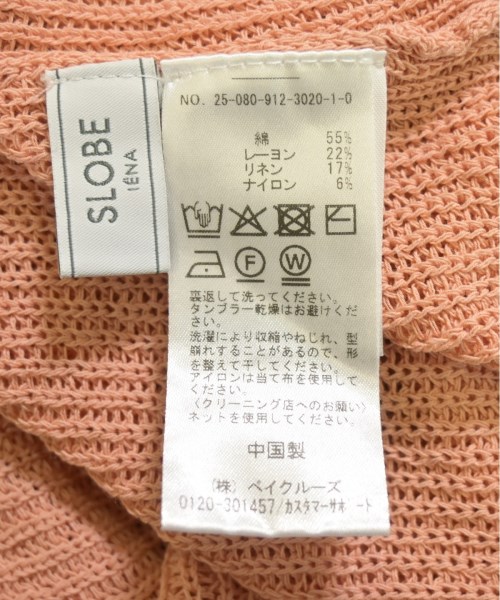 SLOBE
IÉNA
NO. 25-080-912-3020-1-0
綿 55%
レーヨン 22%
リネン 17%
ナイロン 6%
F
W
裏返して洗ってください。
タンブラー乾燥はお避けくだ
さい。
洗濯により収縮やねじれ、型
崩れすることがあるので、形
を整えて干してください。
アイロンは当て布を使用して
ください。
〈クリーニング店へのお願い〉
ネットを使用してください。
中国製
(株) ベイクルーズ
0120-301457/カスタマーサポート